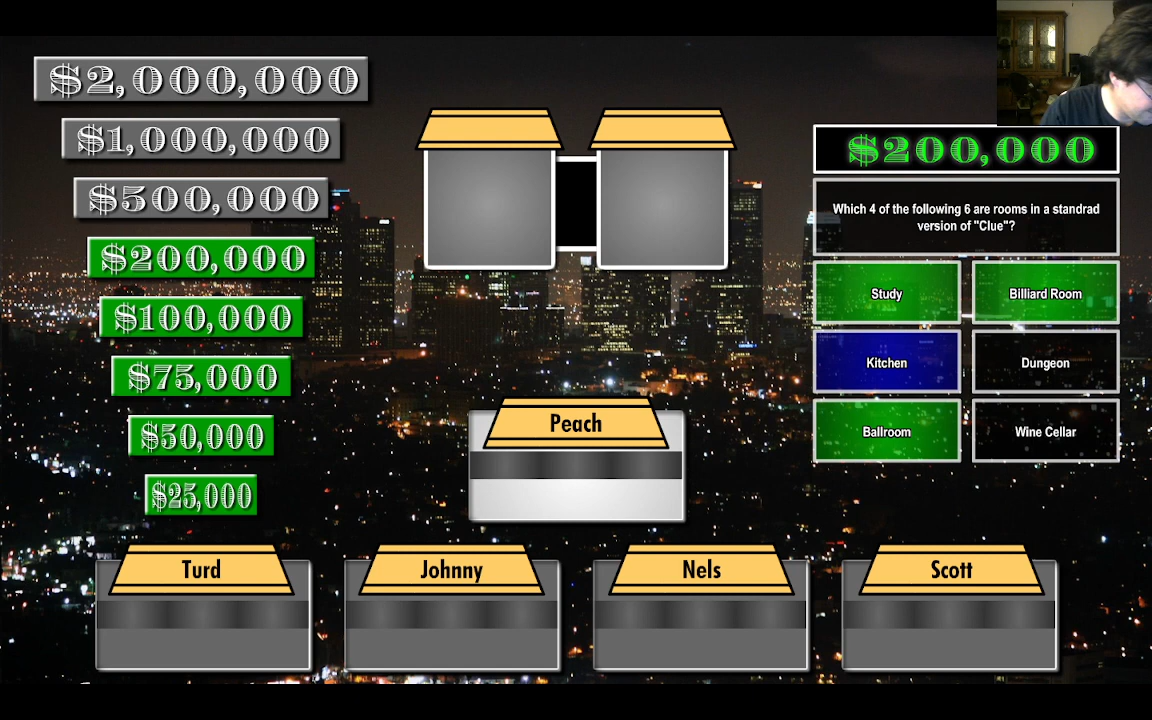 $2,000,000
$1,000,000
$500,000
$200,000
$100,000
$75,000
$50,000
$25,000
$200,000
Which 4 of the following 6 are rooms in a standrad
version of "Clue"?
Study
Billiard Room
Kitchen
Dungeon
Ballroom
Wine Cellar
Peach
Turd
Johnny
Nels
Scott